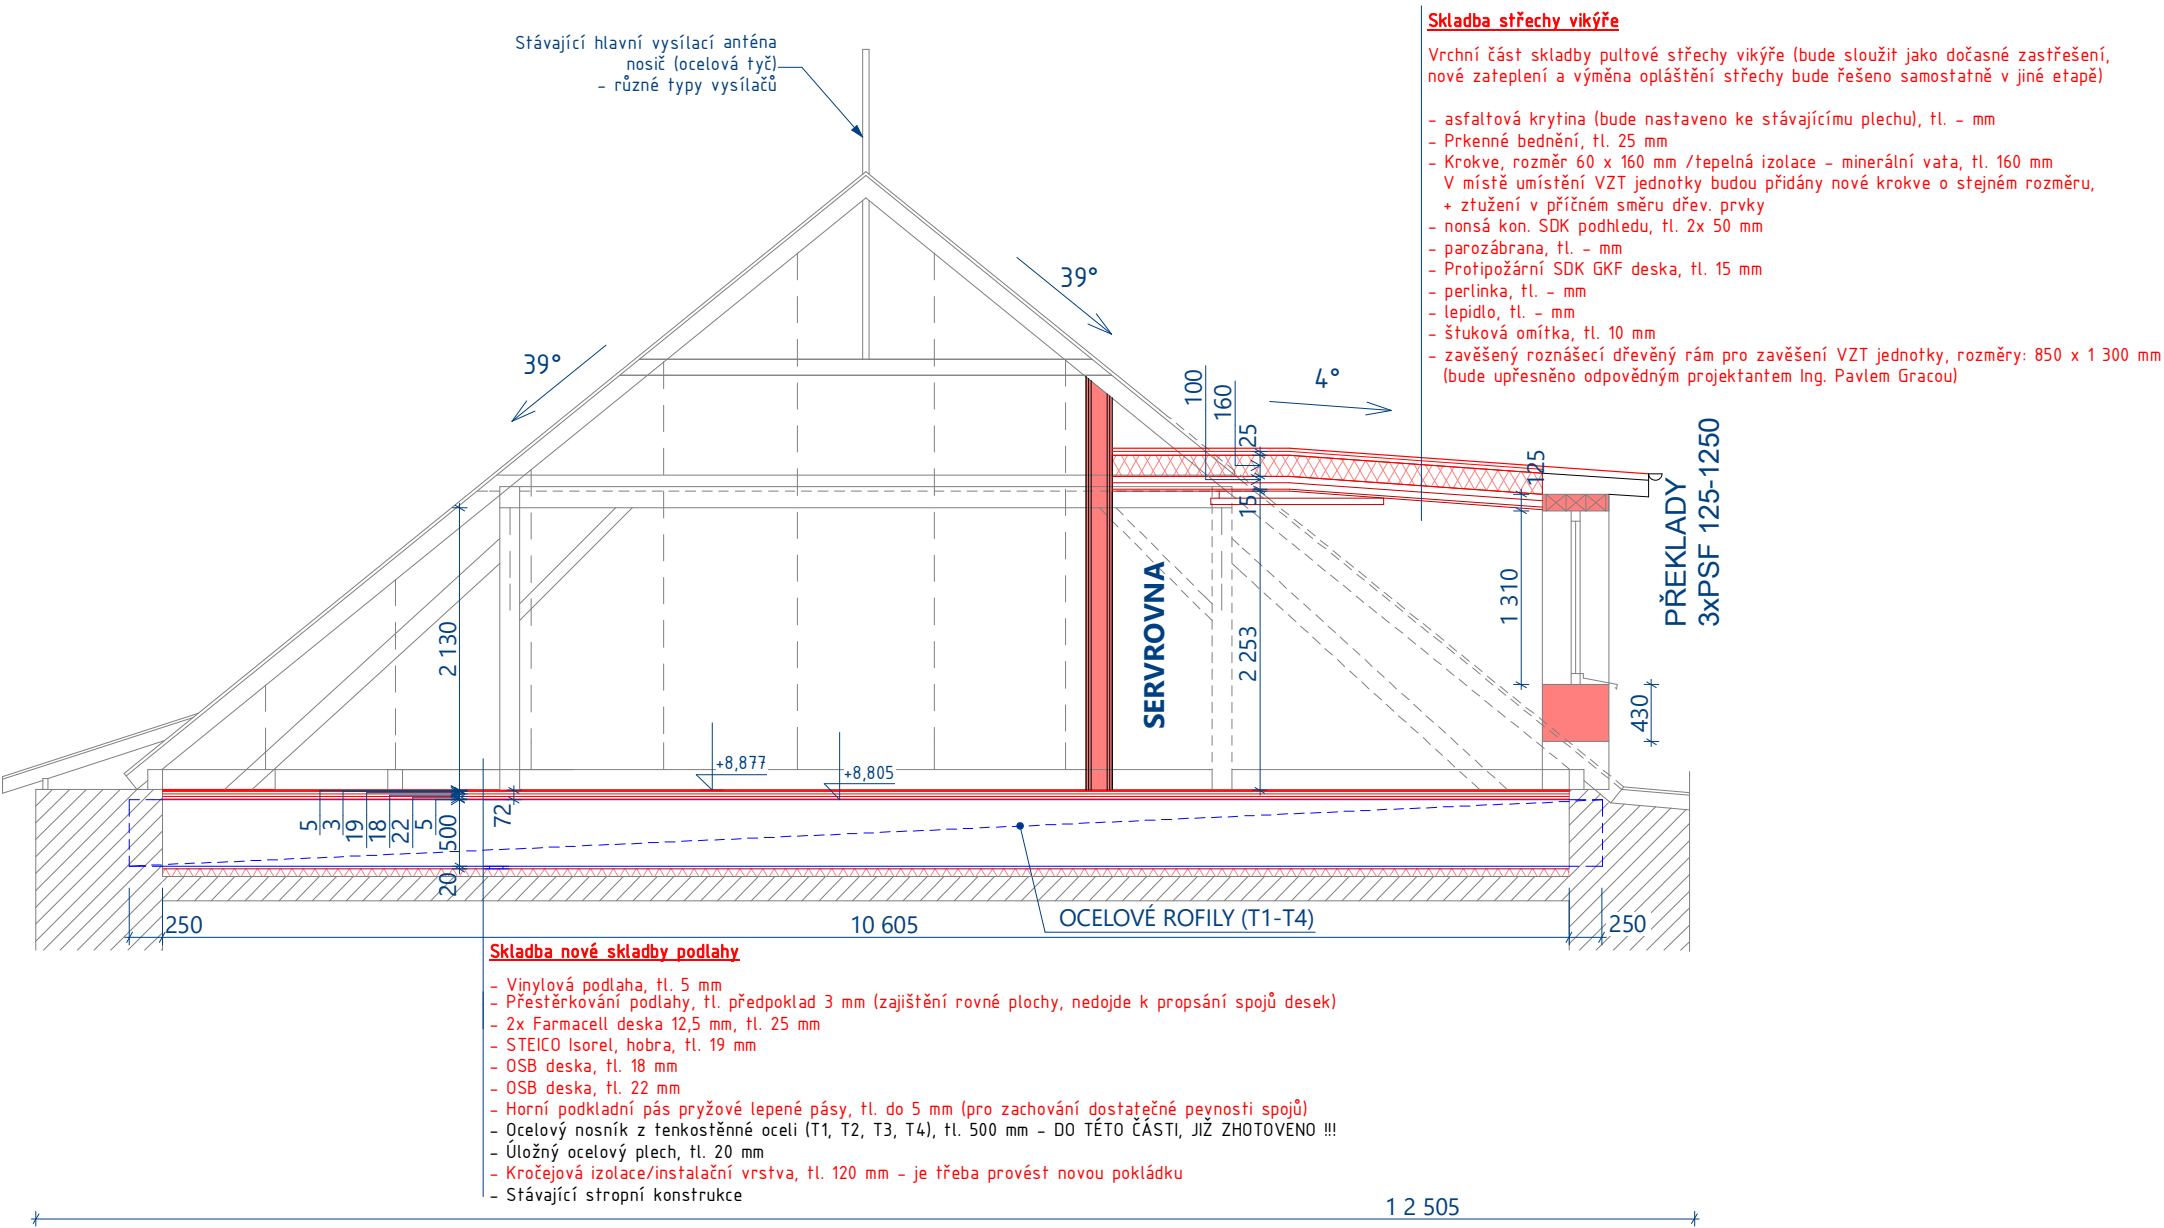 Stávající hlavní vysílací anténa
nosič (ocelová tyč)
- různé typy vysílačů
Skladba střechy vikýře
Vrchní část skladby pultové střechy vikýře (bude sloužit jako dočasné zastřešení,
nové zateplení a výměna opláštění střechy bude řešeno samostatně v jiné etapě)
- asfaltová krytina (bude nastaveno ke stávajícímu plechu), tl. - mm
- Prkenné bednění, tl. 25 mm
- Krokve, rozměr 60 x 160 mm /tepelná izolace - minerální vata, tl. 160 mm
V místě umístění VZT jednotky budou přidány nové krokve o stejném rozměru,
+ ztužení v příčném směru dřev. prvky
- nonsá kon. SDK podhledu, tl. 2x 50 mm
- parozábrana, tl. - mm
- Protipožární SDK GKF deska, tl. 15 mm
- perlinka, tl. - mm
- lepidlo, tl. - mm
- štuková omítka, tl. 10 mm
- zavěšený roznášecí dřevěný rám pro zavěšení VZT jednotky, rozměry: 850 x 1 300 mm
(bude upřesněno odpovědným projektantem Ing. Pavlem Gracou)
39°
39°
4°
100
160
25
15
125
PŘEKLADY
3xPSF 125-1250
1 310
430
2 130
SERVROVNA
2 253
+8,877
+8,805
5
3
19
18
22
5
500
20
72
250
10 605
OCELOVÉ ROFILY (T1-T4)
250
Skladba nové skladby podlahy
- Vinylová podlaha, tl. 5 mm
- Přestěrkování podlahy, tl. předpoklad 3 mm (zajištění rovné plochy, nedojde k propsání spojů desek)
- 2x Farmacell deska 12,5 mm, tl. 25 mm
- STEICO Isorel, hobra, tl. 19 mm
- OSB deska, tl. 18 mm
- OSB deska, tl. 22 mm
- Horní podkladní pás pryžové lepené pásy, tl. do 5 mm (pro zachování dostatečné pevnosti spojů)
- Ocelový nosník z tenkostěnné oceli (T1, T2, T3, T4), tl. 500 mm - DO TÉTO ČÁSTI, JIŽ ZHOTOVENO !!!
- Úložný ocelový plech, tl. 20 mm
- Kročejová izolace/instalační vrstva, tl. 120 mm - je třeba provést novou pokládku
- Stávající stropní konstrukce
1 2 505